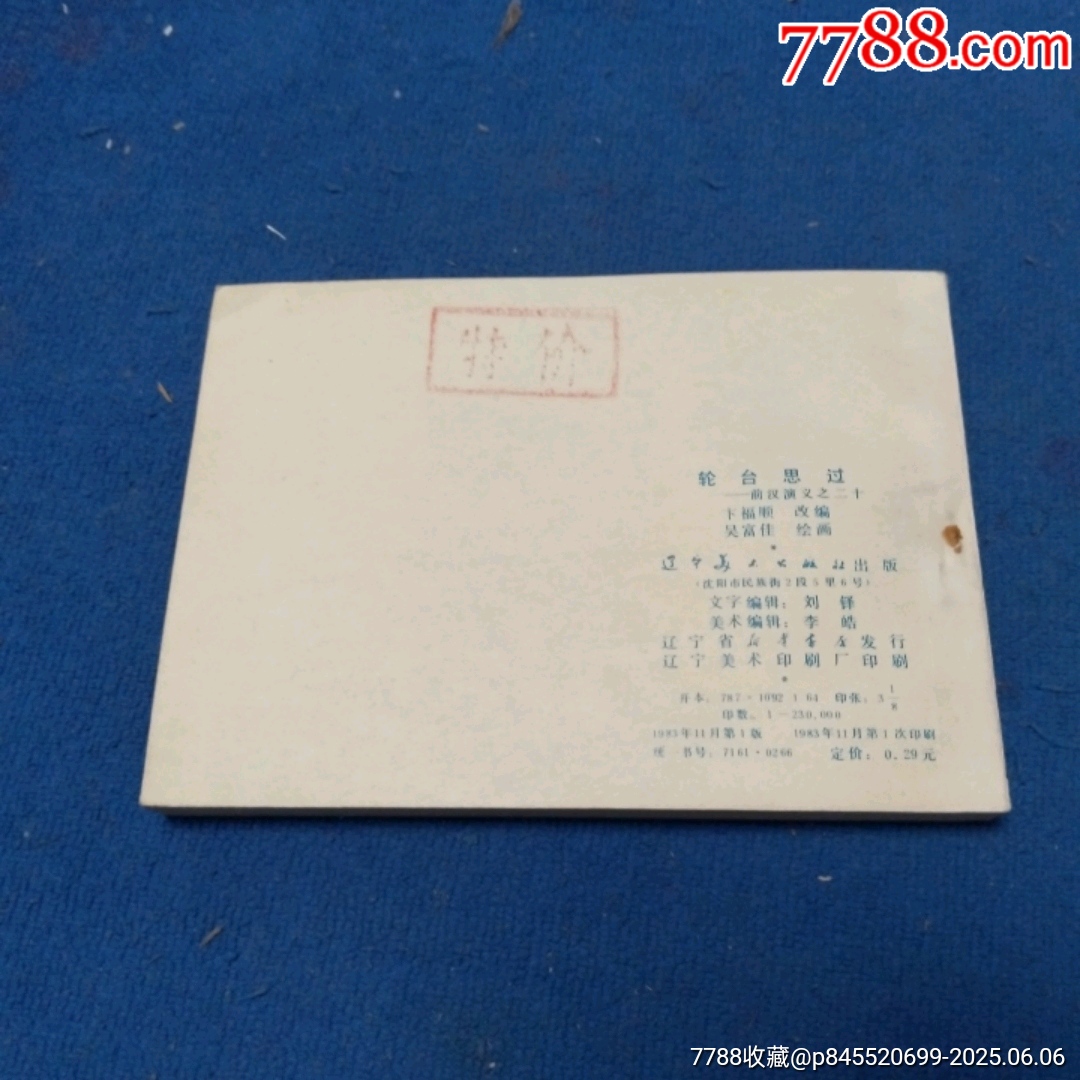 7788.com
特价
轮台思过
——前汉演义之二十
卞福顺 改编
吴富佳 绘画
*
辽宁美术出版社出版
(沈阳市民族街2段5里6号)
文字编辑：刘铎
美术编辑：李皓
辽宁省新华书店发行
辽宁美术印刷厂印刷
*
开本：787×1092 1/64 印张：3 1/8
印数：1—230,000
1983年11月第1版 1983年11月第1次印刷
统一书号：7161·0266 定价：0.29元
7788收藏@p845520699-2025.06.06